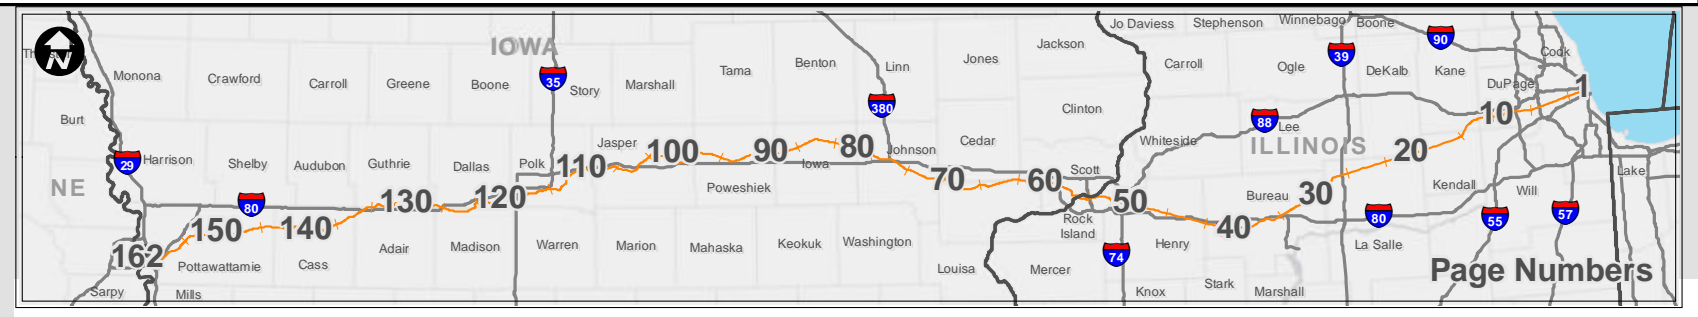 Jo Daviess Stephenson Winnebago Boone
Th
N
IOWA
Jackson
90
39
Cook
Monona Crawford Carroll Greene Boone 35 Story Marshall Tama Benton Linn Jones Carroll Ogle DeKalb Kane
DuPage 1
380 Clinton
Burt
88 Lee 10
Jasper 100 90 80 Johnson Cedar Whiteside ILLINOIS 20
29 Harrison Shelby Audubon Guthrie Dallas Polk 110 Iowa
Scott Lake
NE 80 130 120 Poweshiek 70 60 50 Bureau 30 Kendall Will
162 150 140 Rock
Island 40 80 55 57
Adair Madison Warren Marion Mahaska Keokuk Washington Henry La Salle
Pottawattamie Cass Louisa Mercer 74 Page Numbers
Sarpy Mills Knox Stark Marshall